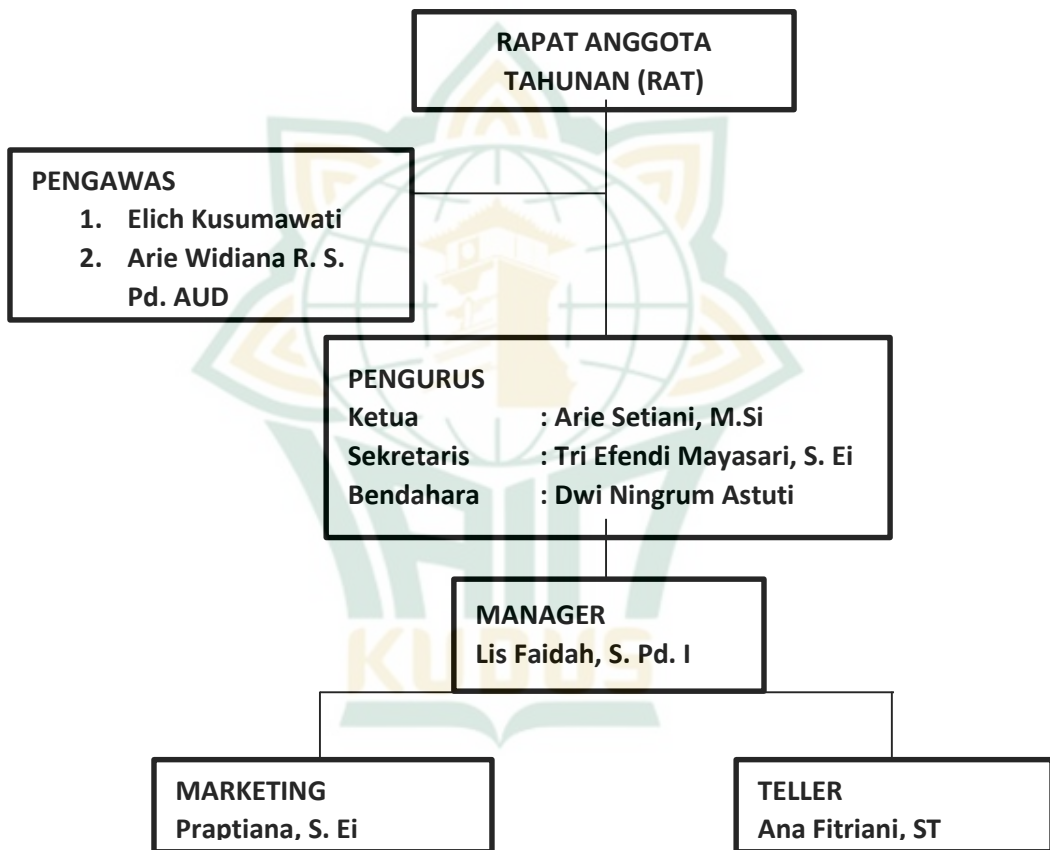 RAPAT ANGGOTA
TAHUNAN (RAT)
PENGAWAS
1. Elich Kusumawati
2. Arie Widiana R. S.
Pd. AUD
PENGURUS
Ketua : Arie Setiani, M.Si
Sekretaris : Tri Efendi Mayasari, S. Ei
Bendahara : Dwi Ningrum Astuti
MANAGER
Lis Faidah, S. Pd. I
KUDUS
MARKETING
Praptiana, S. Ei
TELLER
Ana Fitriani, ST